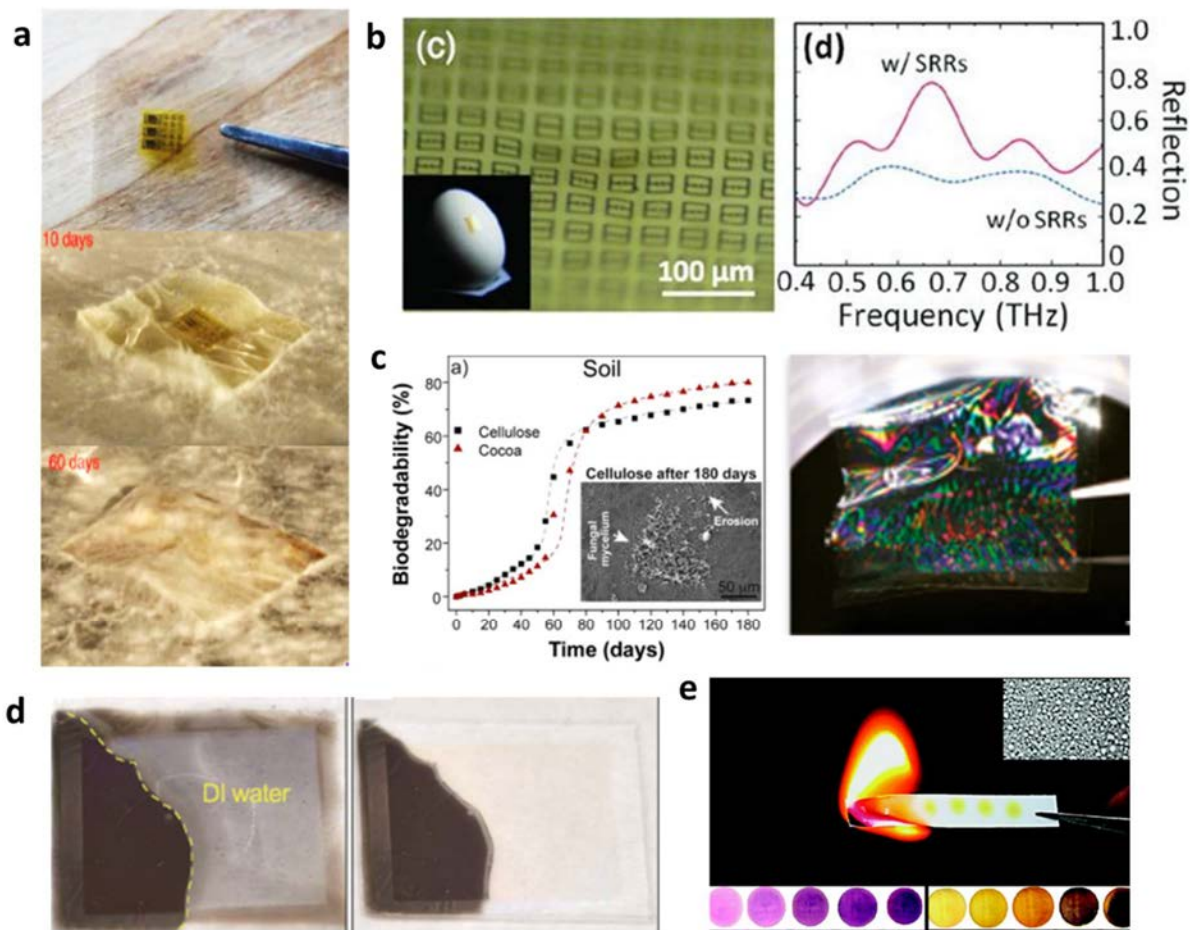 a
10 days
60 days
b
(c)
100 µm
(d)
w/ SRRs
w/o SRRs
1.0
0.8
0.6
0.4
0.2
0
Reflection
0.4 0.5 0.6 0.7 0.8 0.9 1.0
Frequency (THz)
c
a)
Soil
Biodegradability (%)
80
60
40
20
0
Cellulose
Cocoa
Cellulose after 180 days
Fungal
mycelium
Erosion
50 µm
0 20 40 60 80 100 120 140 160 180
Time (days)
d
DI water
e